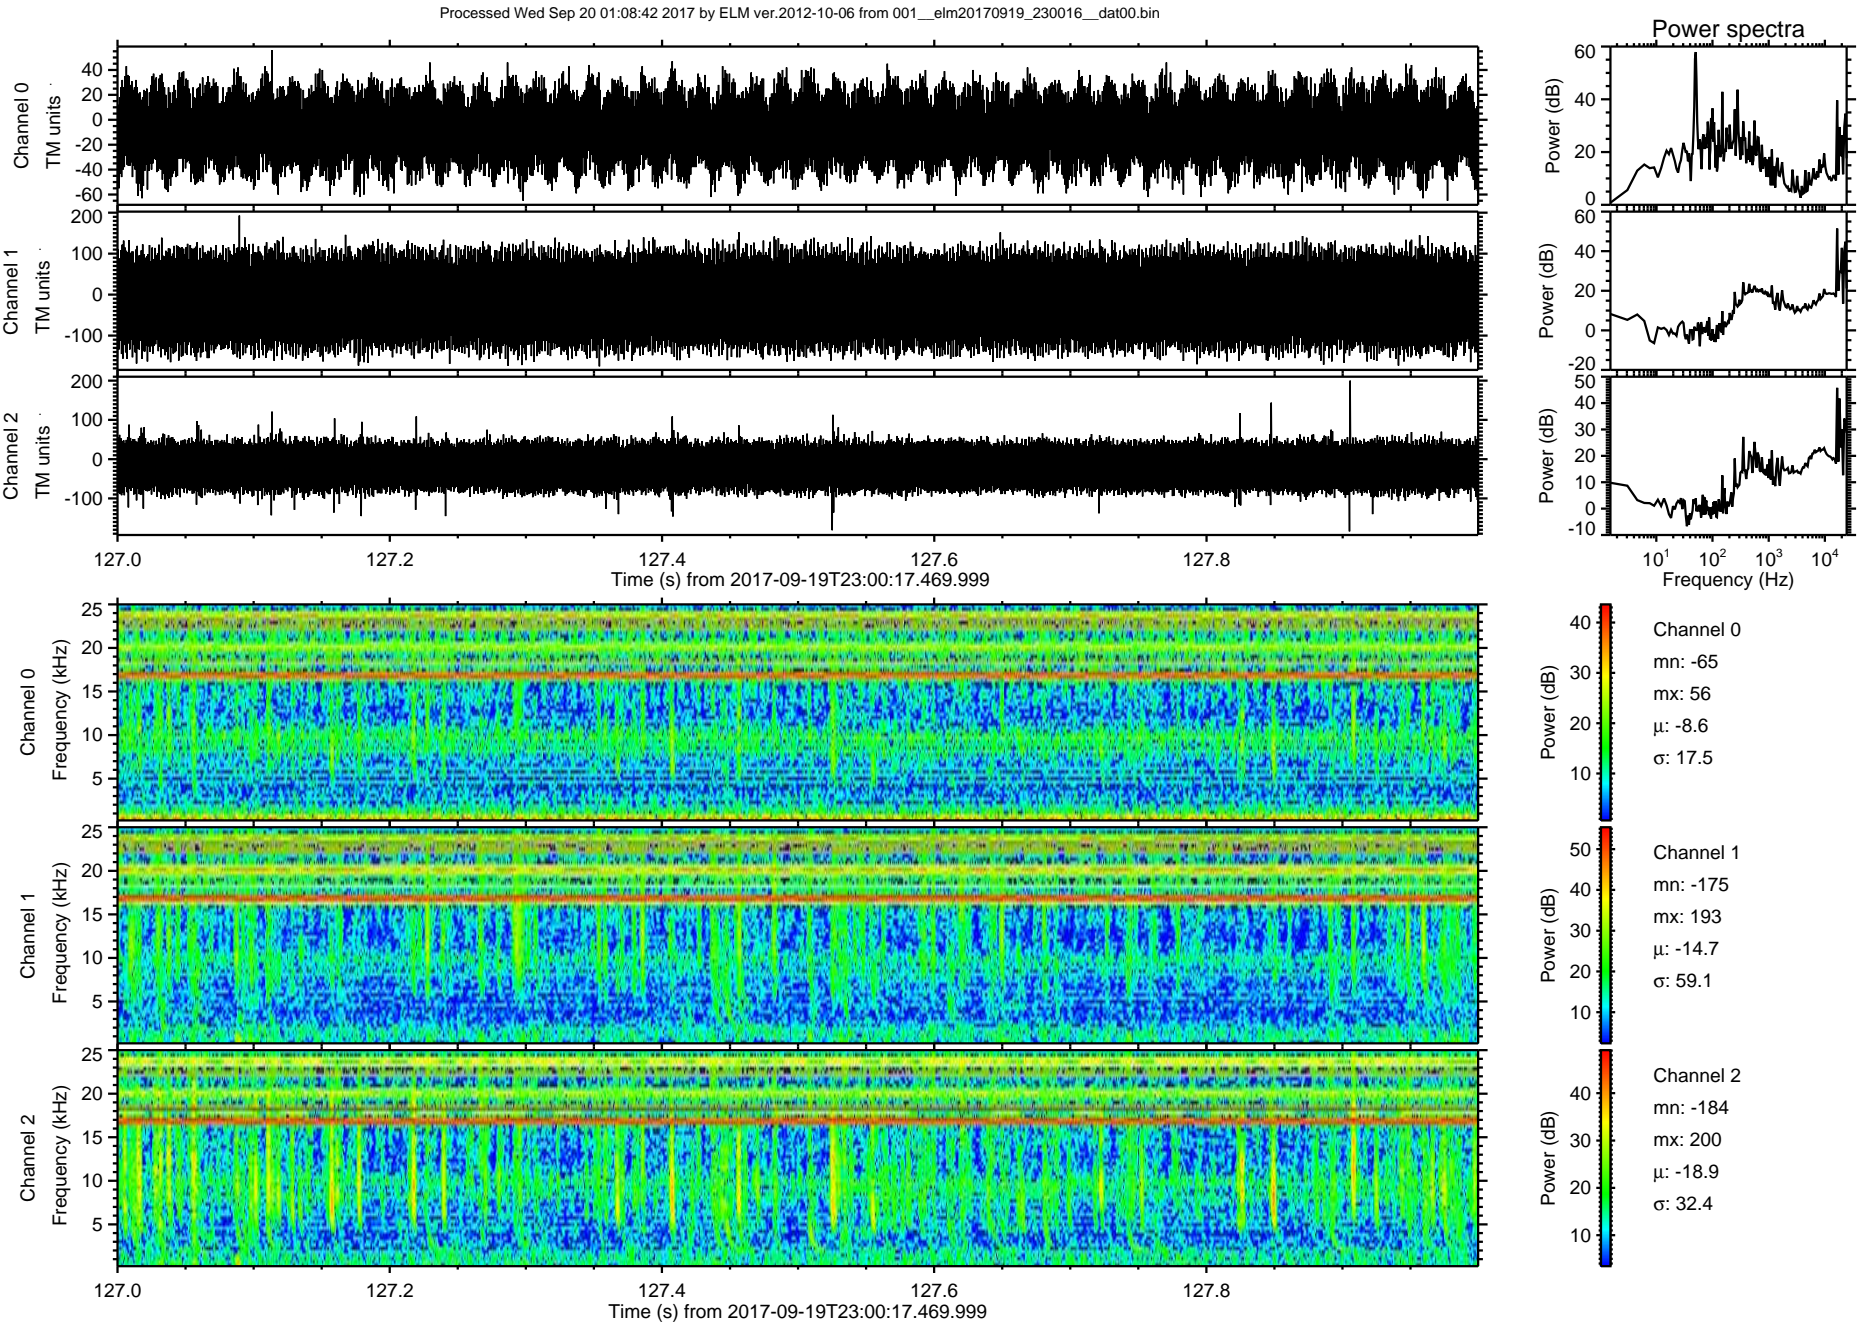 Processed Wed Sep 20 01:08:42 2017 by ELM ver.2012-10-06 from 001__elm20170919_230016__dat00.bin
Power spectra
Channel 0
TM units
40
20
0
-20
-40
-60
Power (dB)
60
40
20
0
Channel 1
TM units
200
100
0
-100
Power (dB)
60
40
20
0
-20
Channel 2
TM units
200
100
0
-100
Power (dB)
50
40
30
20
10
0
-10
127.0 127.2 127.4 127.6 127.8
Time (s) from 2017-09-19T23:00:17.469.999
10¹ 10² 10³ 10⁴
Frequency (Hz)
Channel 0
Frequency (kHz)
25
20
15
10
5
Power (dB)
40
30
20
10
Channel 0
mn: -65
mx: 56
μ: -8.6
σ: 17.5
Channel 1
Frequency (kHz)
25
20
15
10
5
Power (dB)
50
40
30
20
10
Channel 1
mn: -175
mx: 193
μ: -14.7
σ: 59.1
Channel 2
Frequency (kHz)
25
20
15
10
5
Power (dB)
40
30
20
10
Channel 2
mn: -184
mx: 200
μ: -18.9
σ: 32.4
127.0 127.2 127.4 127.6 127.8
Time (s) from 2017-09-19T23:00:17.469.999